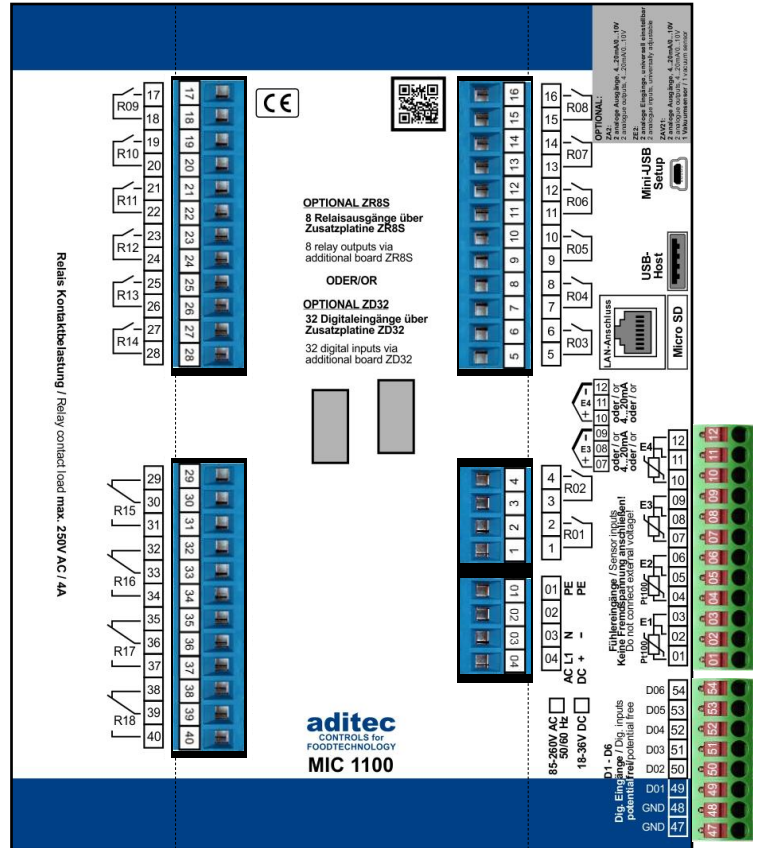 OPTIONAL:
ZA2:
2 analoge Ausgänge, 4...20mA/0...10V
2 analogue outputs, 4...20mA/0...10V
ZE2:
2 analoge Eingänge, universell einstellbar
2 analogue inputs, universally adjustable
ZAV21:
2 analoge Ausgänge, 4...20mA/0...10V
2 analogue outputs, 4...20mA/0...10V
1 Vakuumsensor / 1 vacuum sensor
Mini-USB
Setup
USB-
Host
LAN-Anschluss
Micro SD
CE
R09
17
18
R10
19
20
R11
21
22
R12
23
24
R13
25
26
R14
27
28
17
18
19
20
21
22
23
24
25
26
27
28
OPTIONAL ZR8S
8 Relaisausgänge über
Zusatzplatine ZR8S
8 relay outputs via
additional board ZR8S
ODER/OR
OPTIONAL ZD32
32 Digitaleingänge über
Zusatzplatine ZD32
32 digital inputs via
additional board ZD32
16
15
14
13
12
11
10
9
8
7
6
5
16
15
R08
14
13
R07
12
11
R06
10
9
R05
8
7
R04
6
5
R03
Relais Kontaktbelastung / Relay contact load max. 250V AC / 4A
29
30
R15
31
32
R16
33
34
35
R17
36
37
38
R18
39
40
29
30
31
32
33
34
35
36
37
38
39
40
4
3
2
1
4
3
R02
2
1
R01
01
02
03
04
01 PE PE
02
03 N –
04 L1 +
AC
DC
85-260V AC
50/60 Hz
18-36V DC
12
11
10
– E4 +
oder / or
4...20mA
oder / or
09
08
07
– E3 +
oder / or
4...20mA
oder / or
E4
12
11
10
E3
09
08
07
E2
Pt100
06
05
04
E1
Pt100
03
02
01
Fühlereingänge / Sensor inputs
Keine Fremdspannung anschließen!
Do not connect external voltage!
12
11
10
09
08
07
06
05
04
03
02
01
D1 - D6
Dig. Eingänge / Dig. inputs
potentialfrei/potential free
D06 54
D05 53
D04 52
D03 51
D02 50
D01 49
GND 48
GND 47
54
53
52
51
50
49
48
47
aditec
CONTROLS for
FOODTECHNOLOGY
MIC 1100